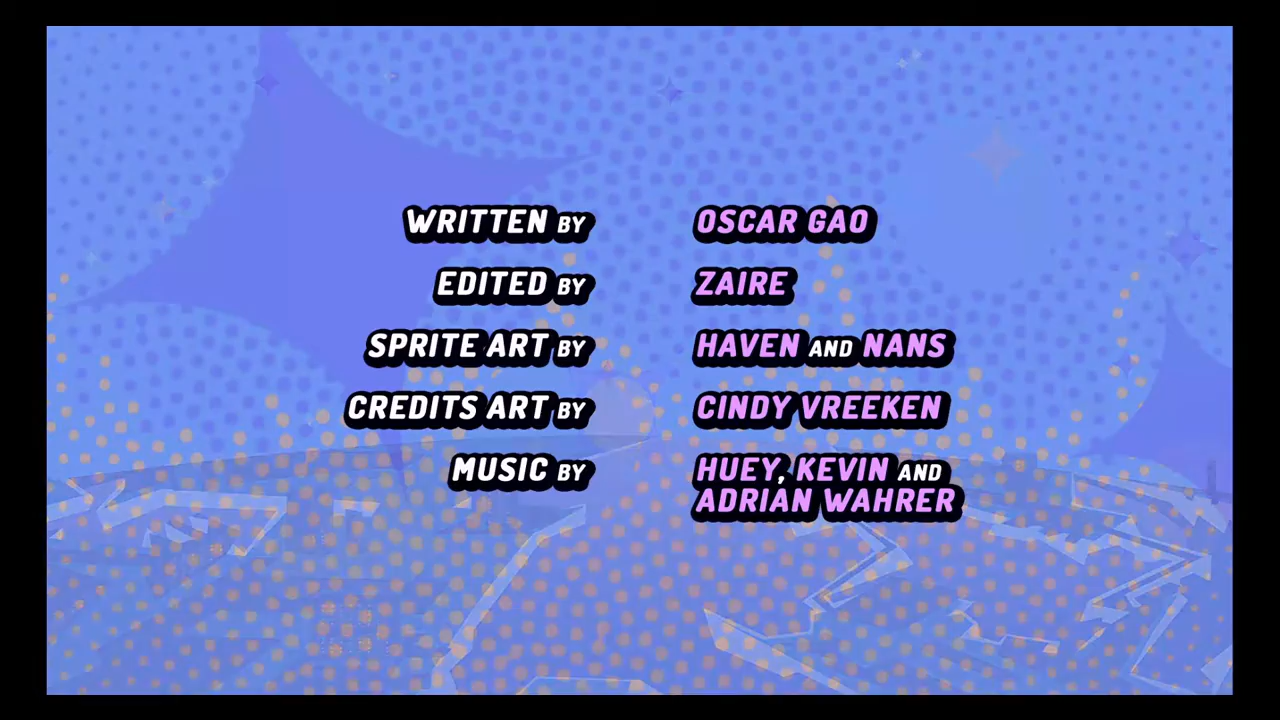 WRITTEN BY OSCAR GAO
EDITED BY ZAIRE
SPRITE ART BY HAVEN AND NANS
CREDITS ART BY CINDY VREEKEN
MUSIC BY HUEY, KEVIN AND
ADRIAN WAHRER